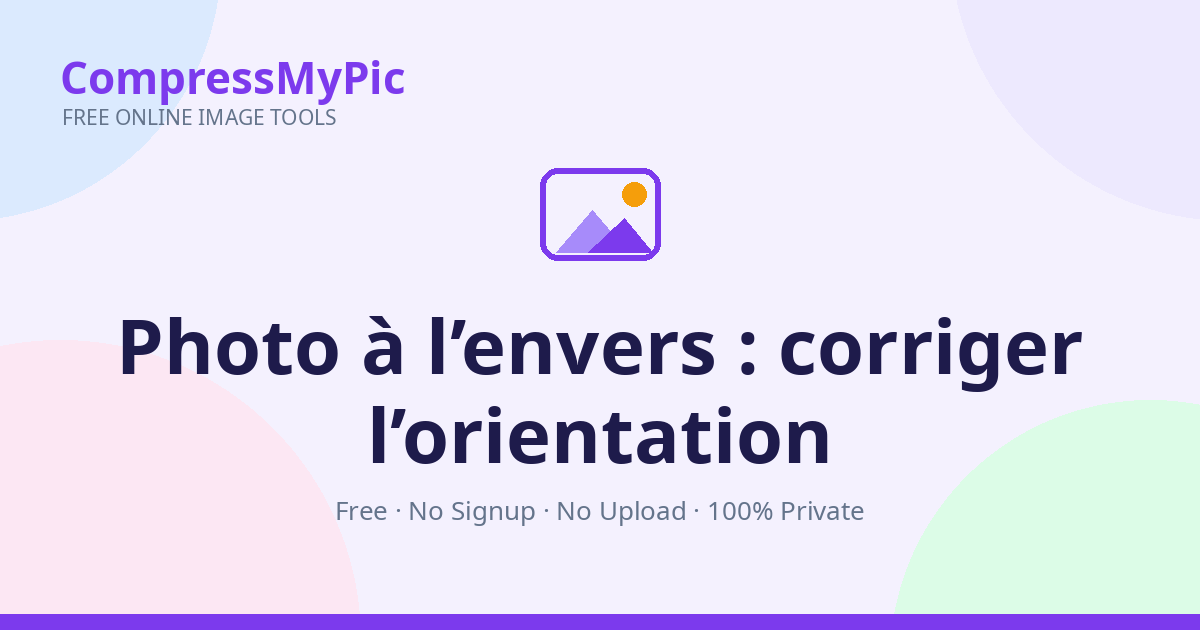 CompressMyPic
FREE ONLINE IMAGE TOOLS
Photo à l’envers : corriger
l’orientation
Free · No Signup · No Upload · 100% Private